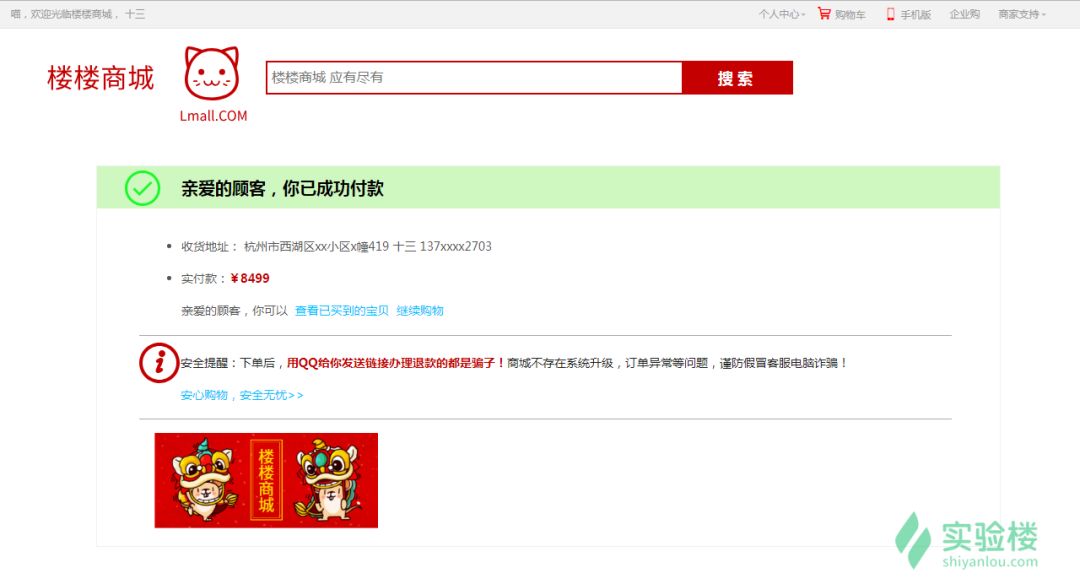 喵，欢迎光临楼楼商城， 十三
个人中心 购物车 手机版 企业购 商家支持
楼楼商城
Lmall.COM
楼楼商城 应有尽有
搜 索
亲爱的顾客，你已成功付款
收货地址： 杭州市西湖区xx小区x幢419 十三 137xxxx2703
实付款：￥8499
亲爱的顾客，你可以 查看已买到的宝贝 继续购物
安全提醒：下单后，用QQ给你发送链接办理退款的都是骗子！商城不存在系统升级，订单异常等问题，谨防假冒客服电脑诈骗！
安心购物，安全无忧>>
楼楼商城
实验楼
shiyanlou.com